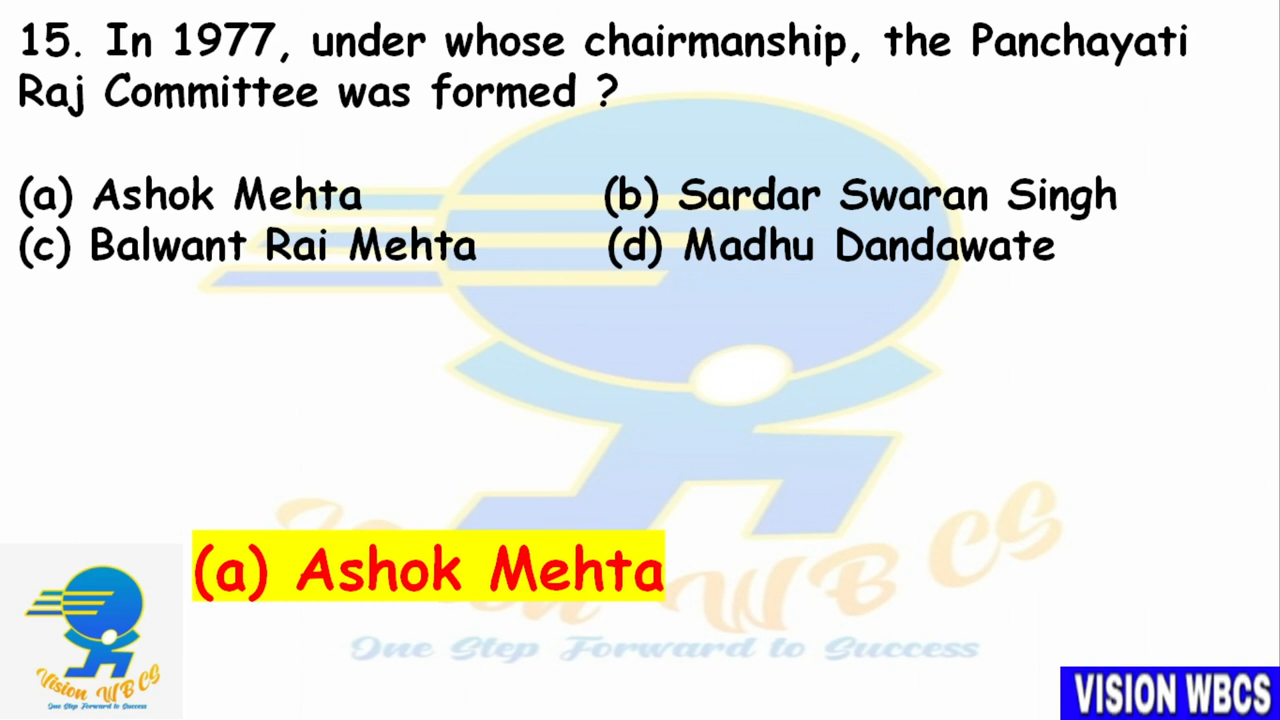 15. In 1977, under whose chairmanship, the Panchayati
Raj Committee was formed ?
(a) Ashok Mehta (b) Sardar Swaran Singh
(c) Balwant Rai Mehta (d) Madhu Dandawate
(a) Ashok Mehta
Vision WBCS
One Step Forward to Success
Vision WBCS
One Step Forward to Success
VISION WBCS